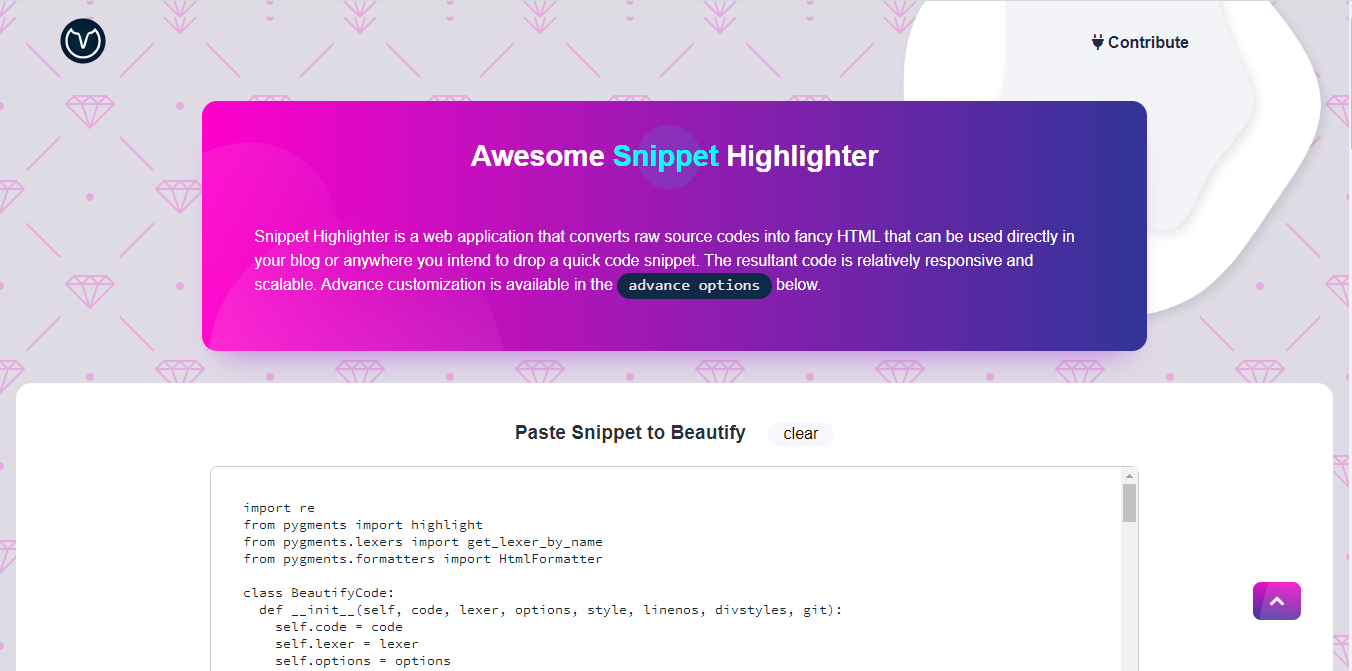 Contribute
Awesome Snippet Highlighter
Snippet Highlighter is a web application that converts raw source codes into fancy HTML that can be used directly in
your blog or anywhere you intend to drop a quick code snippet. The resultant code is relatively responsive and
scalable. Advance customization is available in the advance options below.
Paste Snippet to Beautify clear
import re
from pygments import highlight
from pygments.lexers import get_lexer_by_name
from pygments.formatters import HtmlFormatter
class BeautifyCode:
  def __init__(self, code, lexer, options, style, linenos, divstyles, git):
    self.code = code
    self.lexer = lexer
    self.options = options